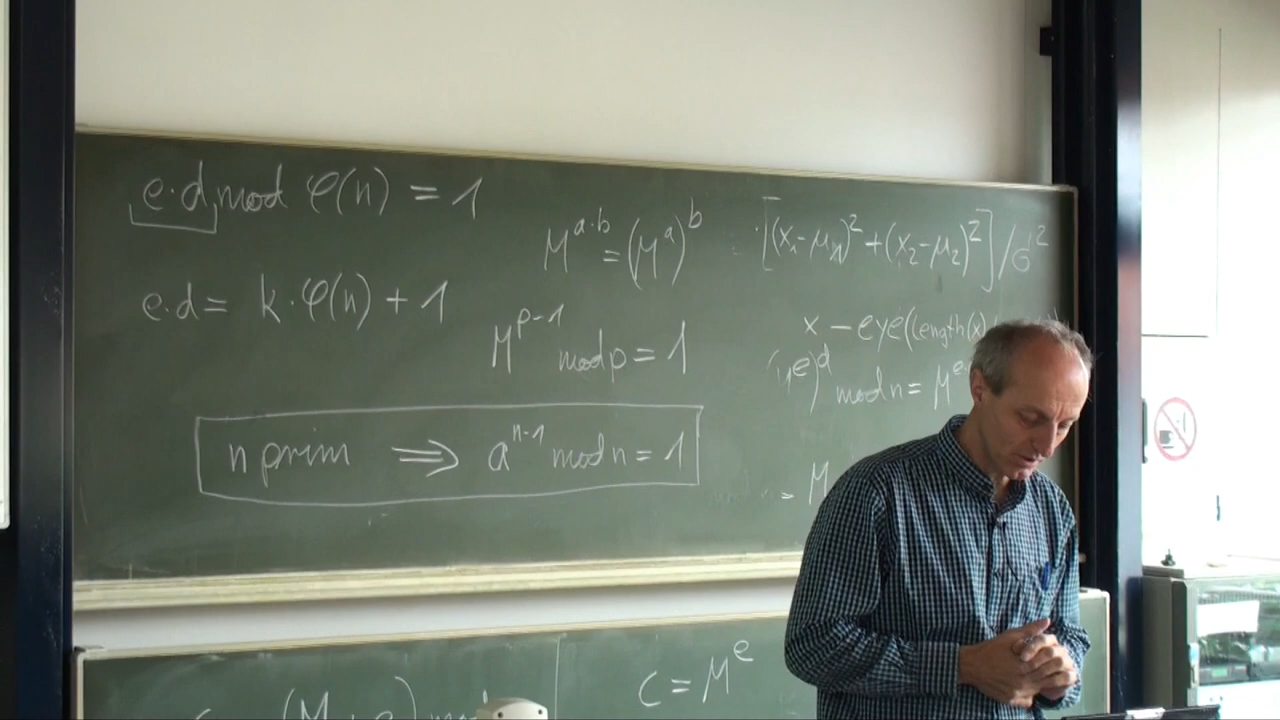 e·d mod φ(n) = 1
M^{a·b} = (M^a)^b
[(x₁-μ₁)² + (x₂-μ₂)²]/σ²
e·d = k·φ(n) + 1
M^{p-1} mod p = 1
x - eye(length(x)
e)^d mod n = M^e
n prim ⇒ a^{n-1} mod n = 1
= M
C = M^e